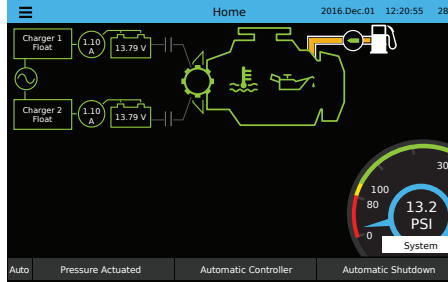 Home
2016.Dec.01 12:20:55 28
Charger 1
Float
1.10
A
13.79 V
Charger 2
Float
1.10
A
13.79 V
30
100
80
0
13.2
PSI
System
Auto
Pressure Actuated
Automatic Controller
Automatic Shutdown